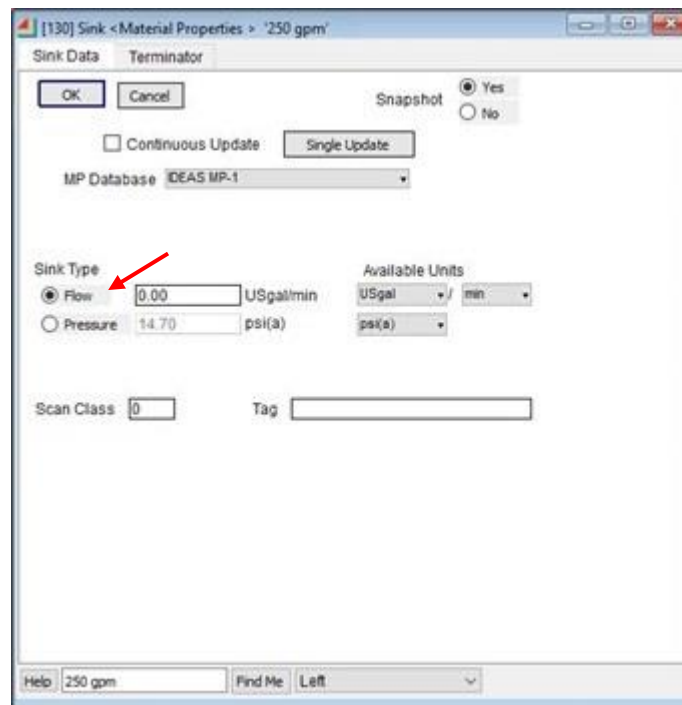 [130] Sink <Material Properties > '250 gpm'
Sink Data Terminator
OK Cancel Snapshot Yes
No
Continuous Update Single Update
MP Database IDEAS MP-1
Sink Type Available Units
Flow 0.00 USgal/min USgal / min
Pressure 14.70 psi(a) psi(a)
Scan Class 0 Tag
Help 250 gpm Find Me Left